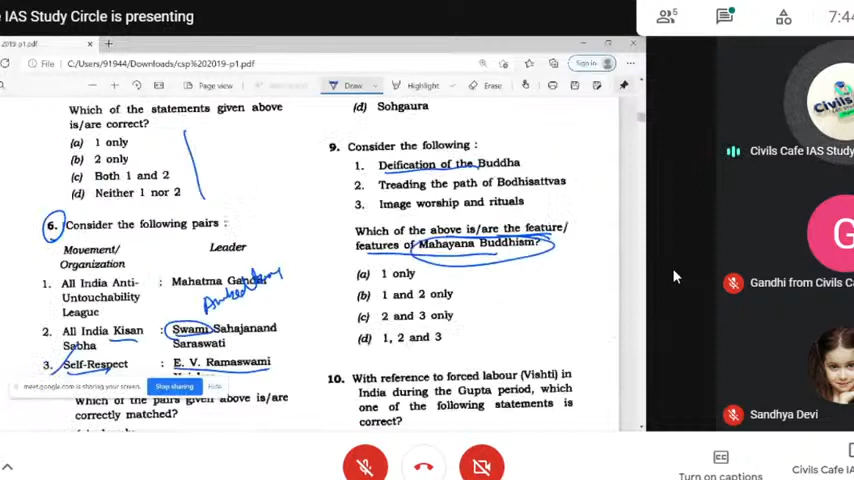 IAS Study Circle is presenting
5
7:4
2019-p1.pdf
File
C:/Users/91944/Downloads/csp%202019-p1.pdf
Sign in
Page view
Draw
Highlight
Erase
Which of the statements given above
is/are correct?
(a) 1 only
(b) 2 only
(c) Both 1 and 2
(d) Neither 1 nor 2
6. Consider the following pairs :
Movement/
Organization
Leader
1. All India Anti-
Untouchability
League
: Mahatma Gandhi
2. All India Kisan
Sabha
: Swami Sahajanand
Saraswati
3. Self-Respect
: E. V. Ramaswami
meet.google.com is sharing your screen.
Stop sharing
Hide
Which of the pairs given above is/are
correctly matched?
(d) Sohgaura
9. Consider the following :
1. Deification of the Buddha
2. Treading the path of Bodhisattvas
3. Image worship and rituals
Which of the above is/are the feature/
features of Mahayana Buddhism?
(a) 1 only
(b) 1 and 2 only
(c) 2 and 3 only
(d) 1, 2 and 3
10. With reference to forced labour (Vishti) in
India during the Gupta period, which
one of the following statements is
correct?
Civils
Civils Cafe IAS Study
G
Gandhi from Civils C
Sandhya Devi
Turn on captions
Civils Cafe IA